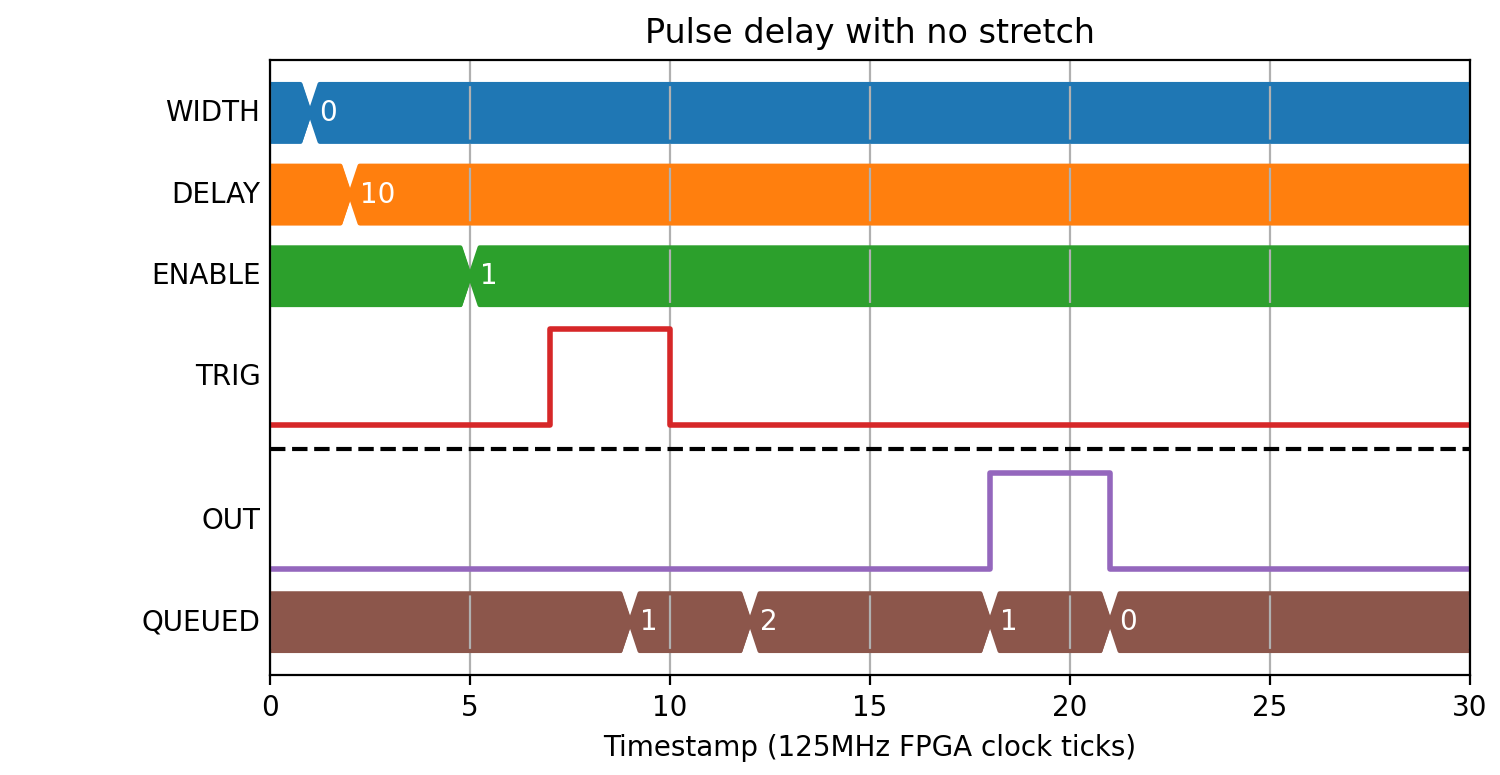 Pulse delay with no stretch
WIDTH 0
DELAY 10
ENABLE 1
TRIG
OUT
QUEUED 1 2 1 0
0 5 10 15 20 25 30
Timestamp (125MHz FPGA clock ticks)